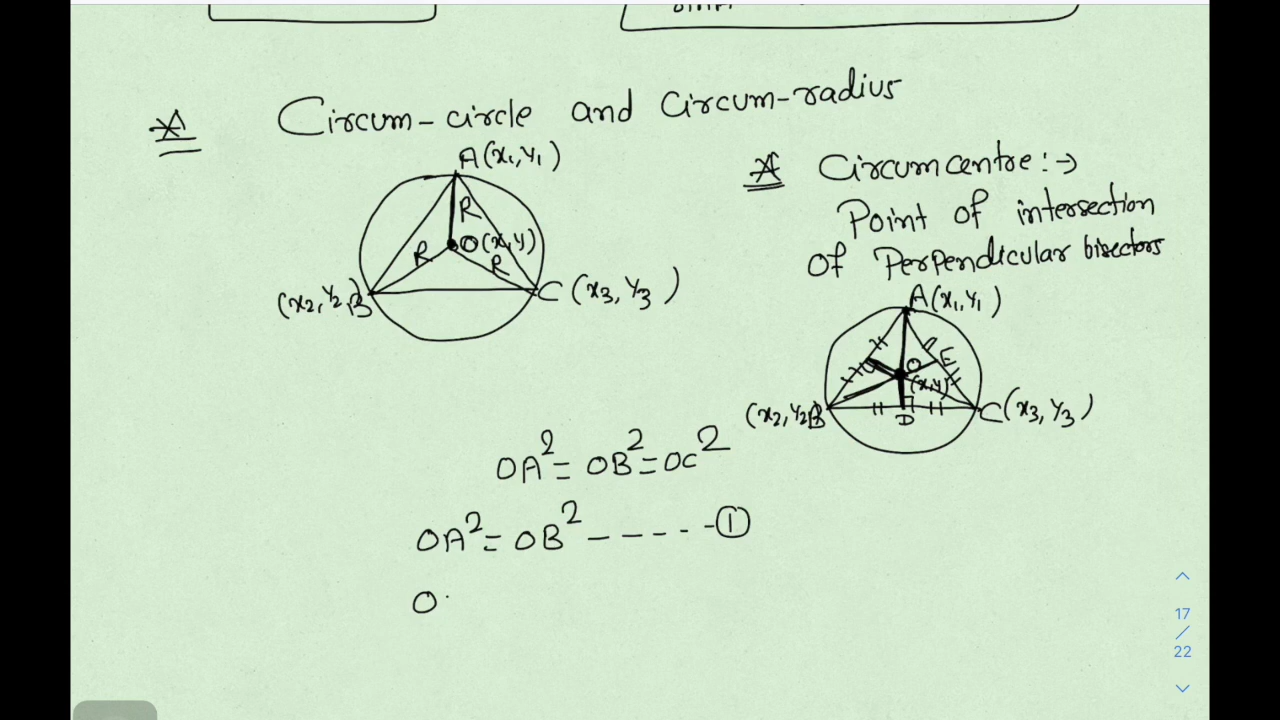 Circum-circle and Circum-radius
A(x₁, y₁)
R
O(x, y)
R
R
(x₂, y₂) B
C (x₃, y₃)
Circumcentre :→
Point of intersection
of Perpendicular bisectors
A(x₁, y₁)
E
O
(x, y)
(x₂, y₂) B
D
C(x₃, y₃)
OA² = OB² = OC²
OA² = OB² - - - - - ①
O
17
/
22